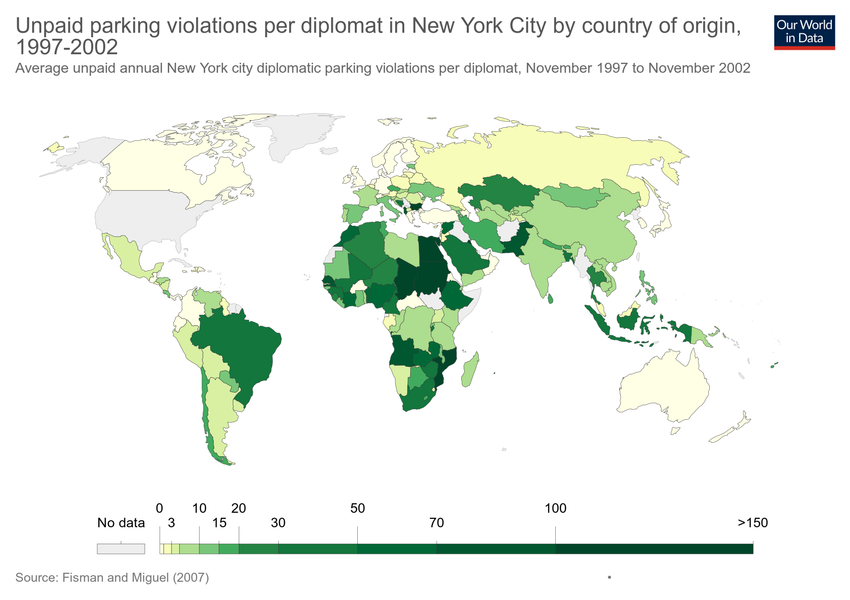 Unpaid parking violations per diplomat in New York City by country of origin,
1997-2002
Our World
in Data
Average unpaid annual New York city diplomatic parking violations per diplomat, November 1997 to November 2002
0 10 20 50 100
No data 3 15 30 70 >150
Source: Fisman and Miguel (2007)